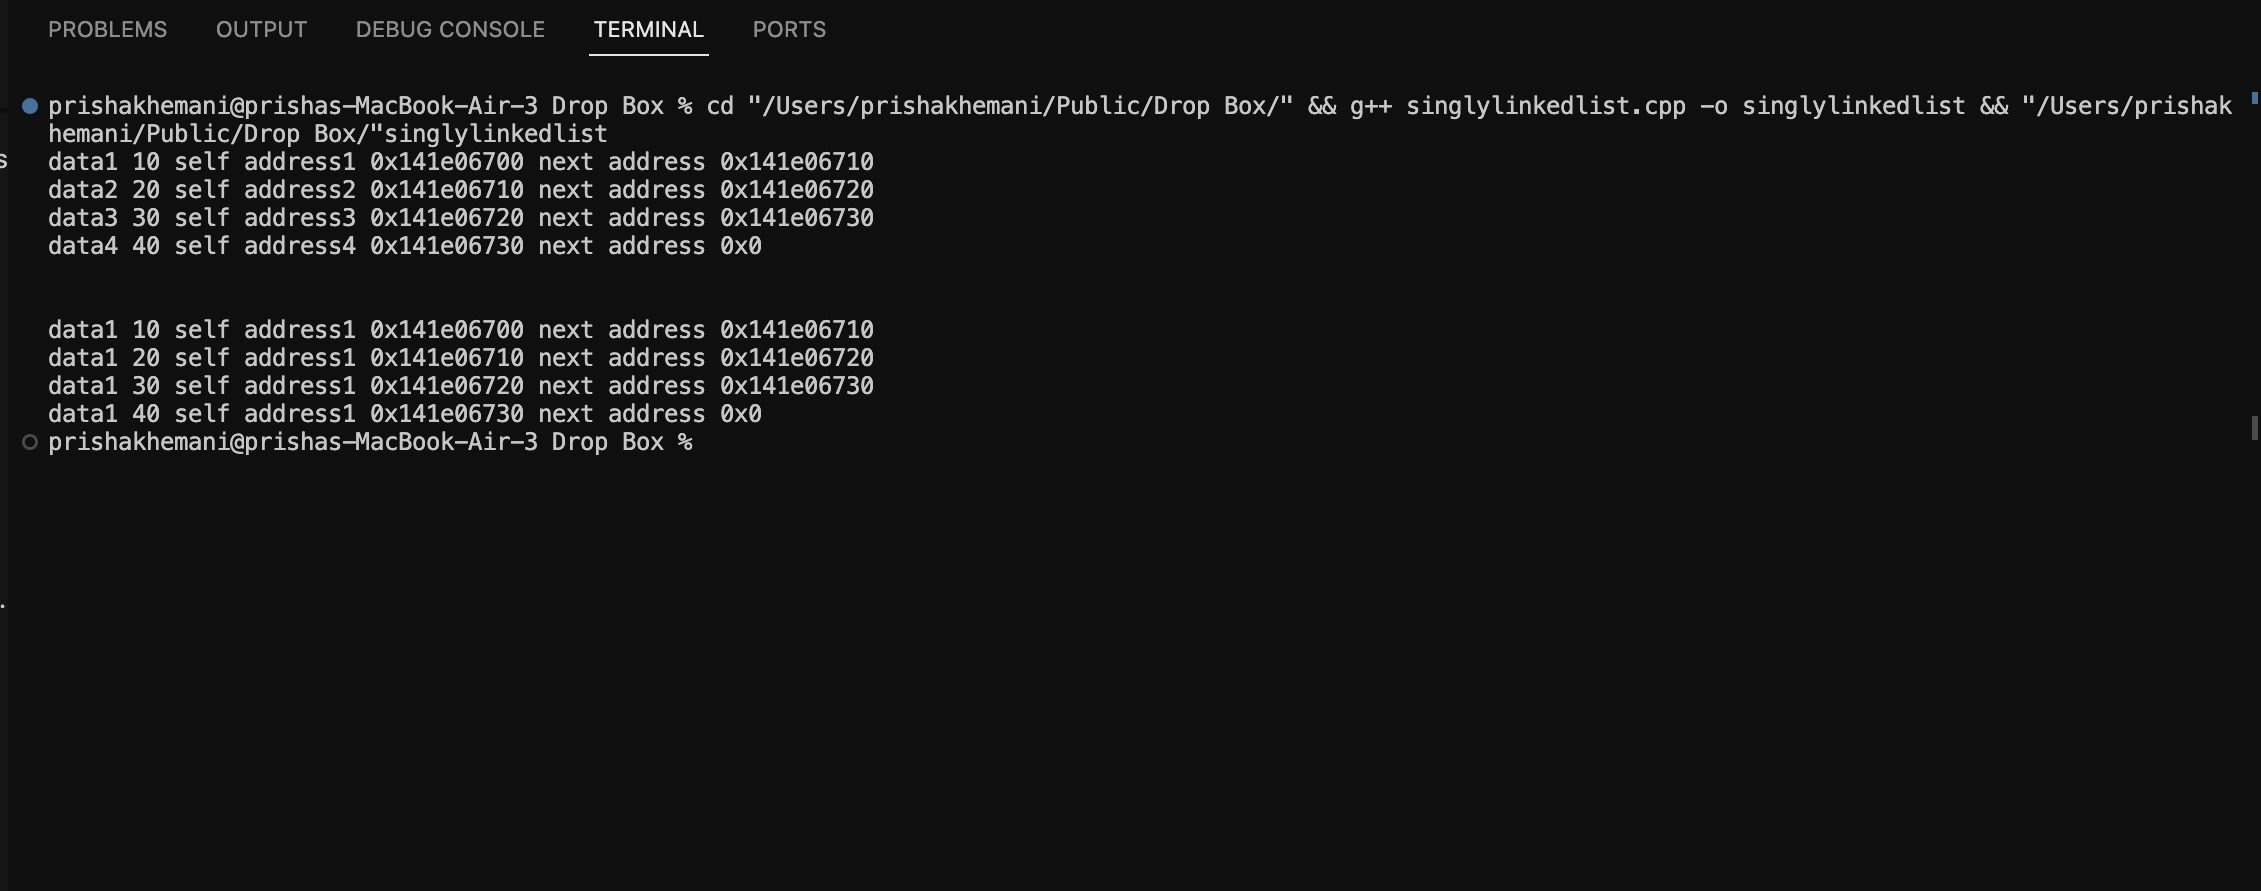 PROBLEMS OUTPUT DEBUG CONSOLE TERMINAL PORTS
prishakhemani@prishas-MacBook-Air-3 Drop Box % cd "/Users/prishakhemani/Public/Drop Box/" && g++ singlylinkedlist.cpp -o singlylinkedlist && "/Users/prishak
hemani/Public/Drop Box/"singlylinkedlist
s
data1 10 self address1 0x141e06700 next address 0x141e06710
data2 20 self address2 0x141e06710 next address 0x141e06720
data3 30 self address3 0x141e06720 next address 0x141e06730
data4 40 self address4 0x141e06730 next address 0x0
data1 10 self address1 0x141e06700 next address 0x141e06710
data1 20 self address1 0x141e06710 next address 0x141e06720
data1 30 self address1 0x141e06720 next address 0x141e06730
data1 40 self address1 0x141e06730 next address 0x0
prishakhemani@prishas-MacBook-Air-3 Drop Box %